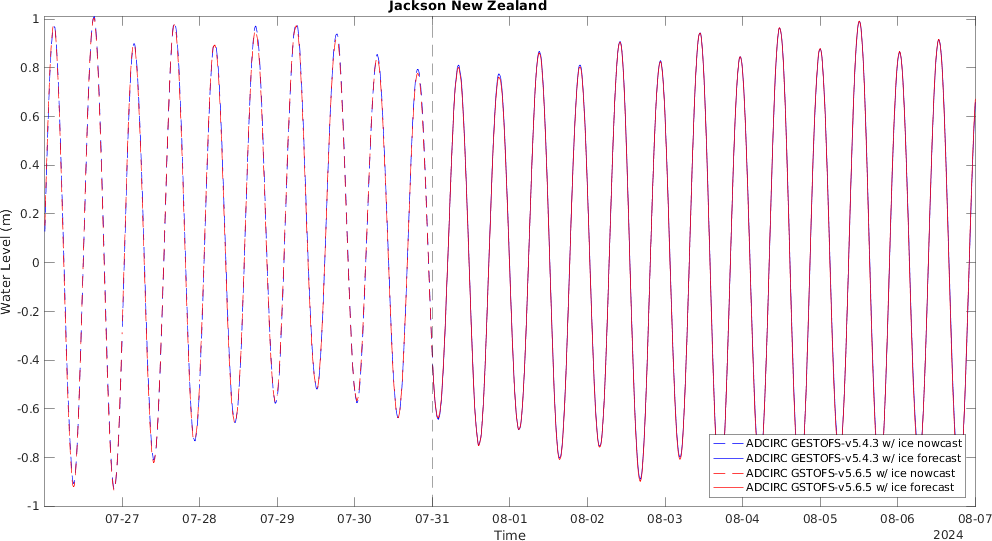 Jackson New Zealand
1
0.8
0.6
0.4
0.2
0
-0.2
-0.4
-0.6
-0.8
-1
Water Level (m)
ADCIRC GESTOFS-v5.4.3 w/ ice nowcast
ADCIRC GESTOFS-v5.4.3 w/ ice forecast
ADCIRC GSTOFS-v5.6.5 w/ ice nowcast
ADCIRC GSTOFS-v5.6.5 w/ ice forecast
07-27 07-28 07-29 07-30 07-31 08-01 08-02 08-03 08-04 08-05 08-06 08-07
Time
2024